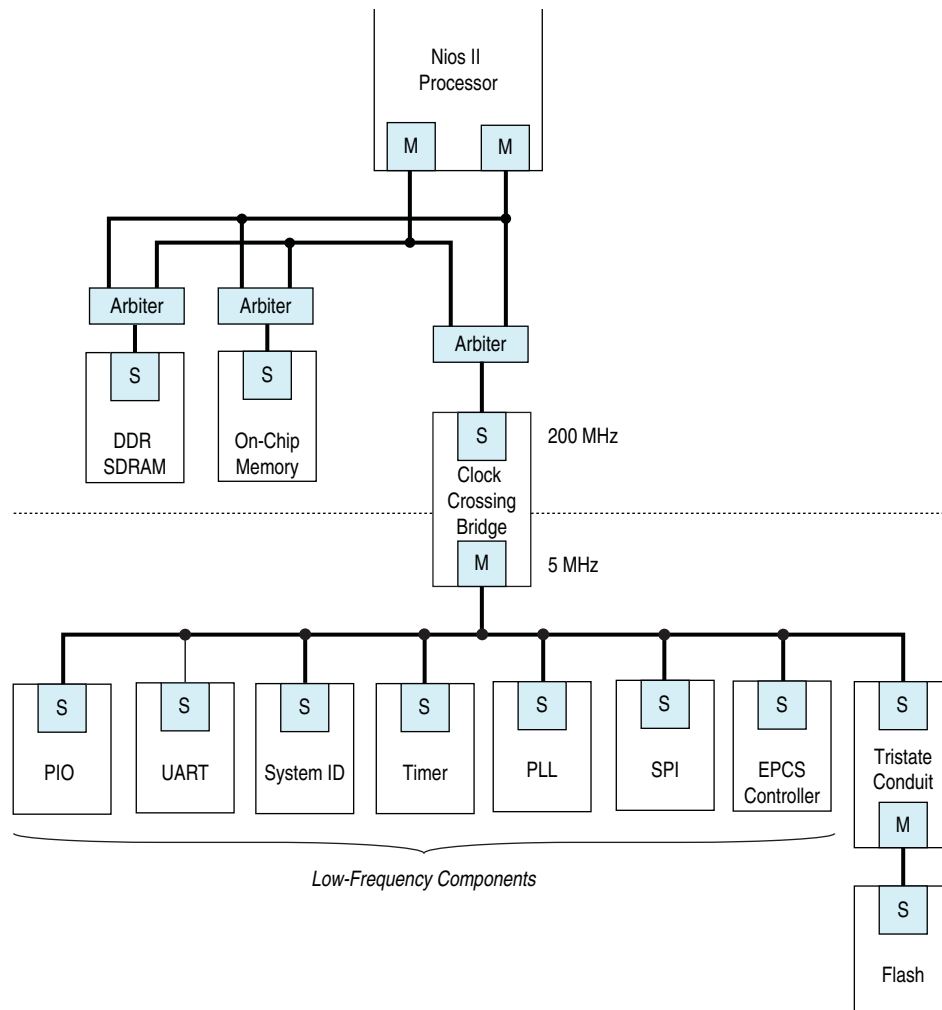 Nios II
Processor
M
M
Arbiter
Arbiter
Arbiter
S
S
DDR
SDRAM
On-Chip
Memory
S
200 MHz
Clock
Crossing
Bridge
M
5 MHz
S
S
S
S
S
S
S
S
PIO
UART
System ID
Timer
PLL
SPI
EPCS
Controller
Tristate
Conduit
M
Low-Frequency Components
S
Flash